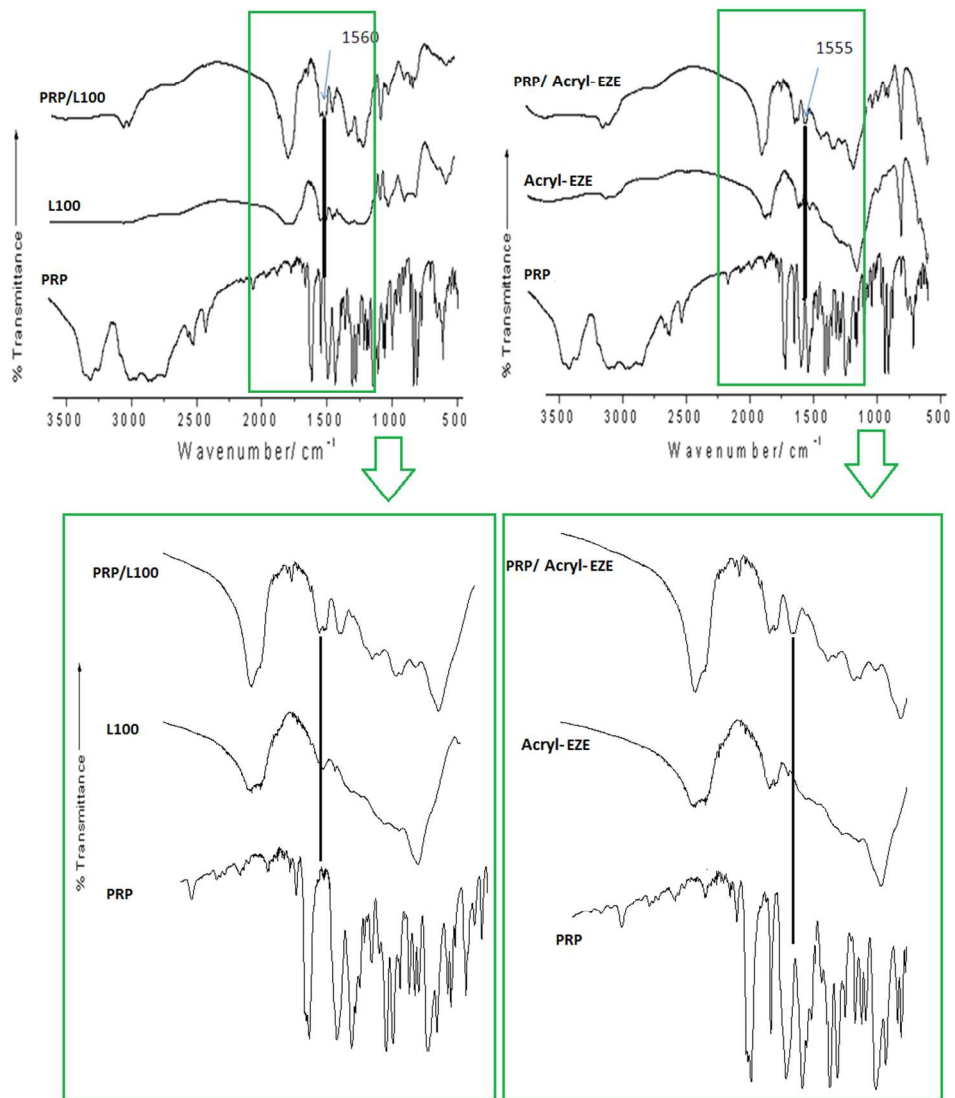 1560
PRP/L100
L100
PRP
% Transmittance
3500 3000 2500 2000 1500 1000 500
Wavenumber/ cm⁻¹
1555
PRP/ Acryl-EZE
Acryl-EZE
PRP
% Transmittance
3500 3000 2500 2000 1500 1000 500
Wavenumber/ cm⁻¹
PRP/L100
L100
PRP
% Transmittance
PRP/ Acryl-EZE
Acryl-EZE
PRP